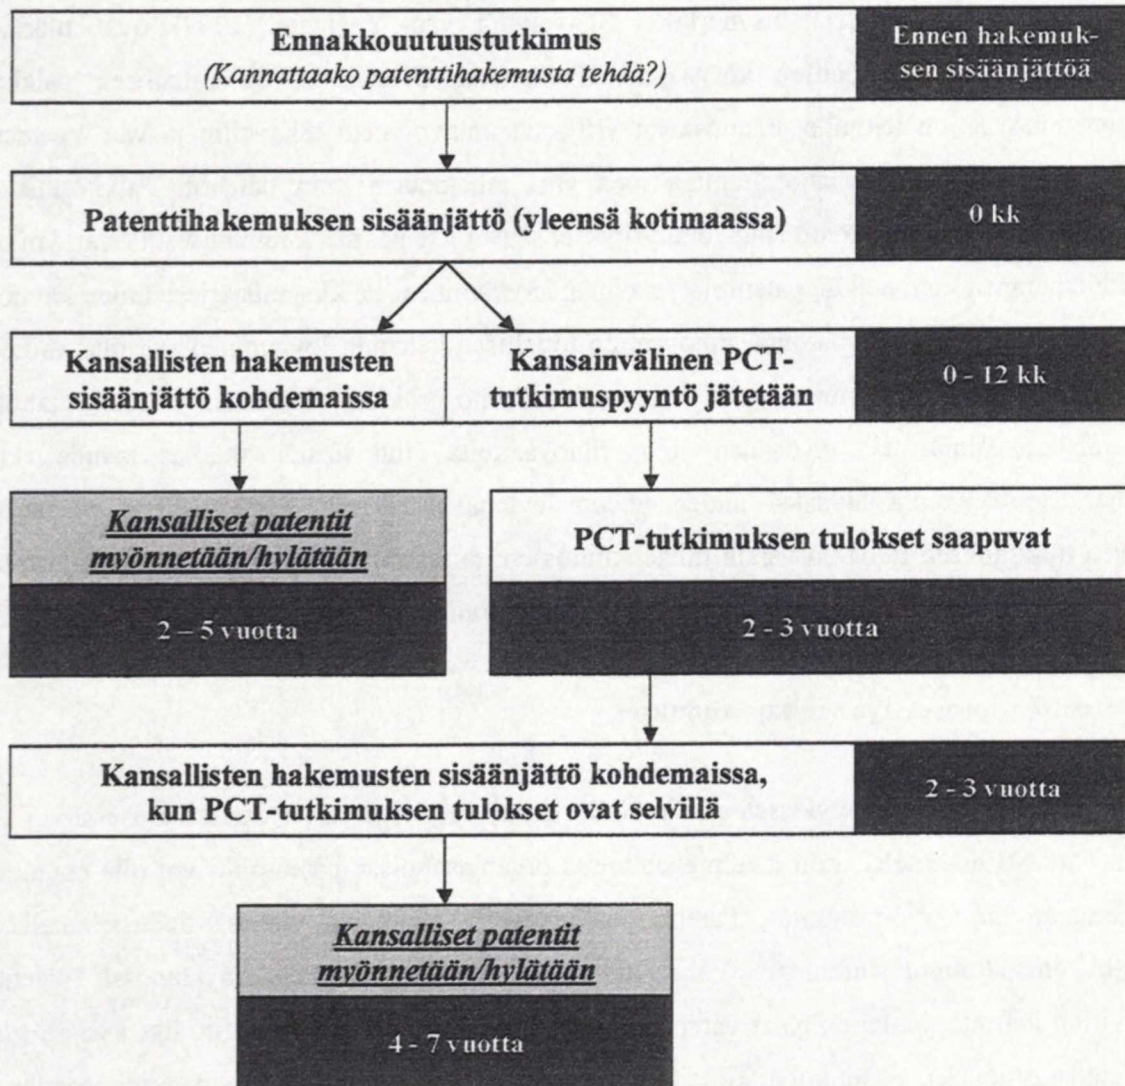 Ennakkouutuustutkimus
(Kannattaako patenttihakemusta tehdä?)
Ennen hakemuk-
sen sisäänjättöä
Patenttihakemuksen sisäänjättö (yleensä kotimaassa)
0 kk
Kansallisten hakemusten
sisäänjättö kohdemaissa
Kansainvälinen PCT-
tutkimuspyyntö jätetään
0 - 12 kk
Kansalliset patentit
myönnetään/hylätään
2 – 5 vuotta
PCT-tutkimuksen tulokset saapuvat
2 - 3 vuotta
Kansallisten hakemusten sisäänjättö kohdemaissa,
kun PCT-tutkimuksen tulokset ovat selvillä
2 - 3 vuotta
Kansalliset patentit
myönnetään/hylätään
4 - 7 vuotta